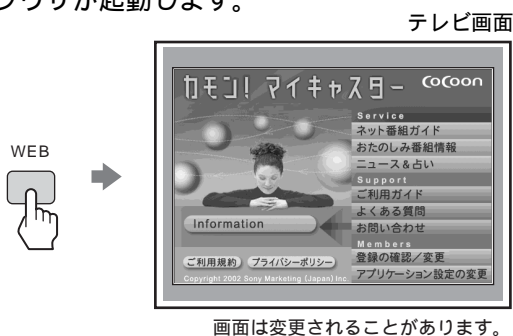 ラウザが起動します。
テレビ画面
WEB
カモン! マイキャスター COCOON
Service
ネット番組ガイド
おたのしみ番組情報
ニュース&占い
Support
ご利用ガイド
よくある質問
お問い合わせ
Members
登録の確認/変更
アプリケーション設定の変更
Information
ご利用規約 プライバシーポリシー
Copyright 2002 Sony Marketing (Japan) Inc.
画面は変更されることがあります。